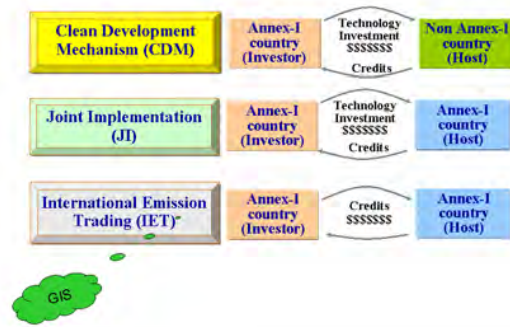 Clean Development
Mechanism (CDM)
Annex-I
country
(Investor)
Technology
Investment
$$$$$$$
Credits
Non Annex-I
country
(Host)
Joint Implementation
(JI)
Annex-I
country
(Investor)
Technology
Investment
$$$$$$$
Credits
Annex-I
country
(Host)
International Emission
Trading (IET)
Annex-I
country
(Investor)
Credits
$$$$$$$
Annex-I
country
(Host)
GIS